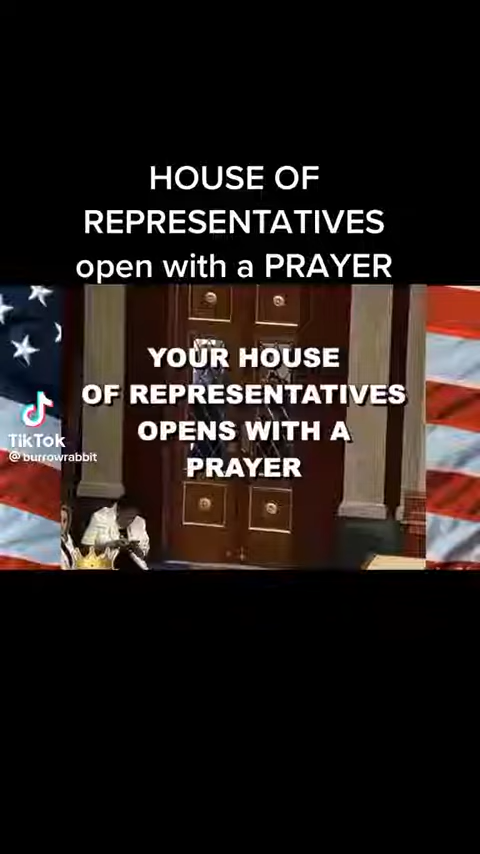 HOUSE OF
REPRESENTATIVES
open with a PRAYER
YOUR HOUSE
OF REPRESENTATIVES
OPENS WITH A
PRAYER
TikTok
@burrowrabbit